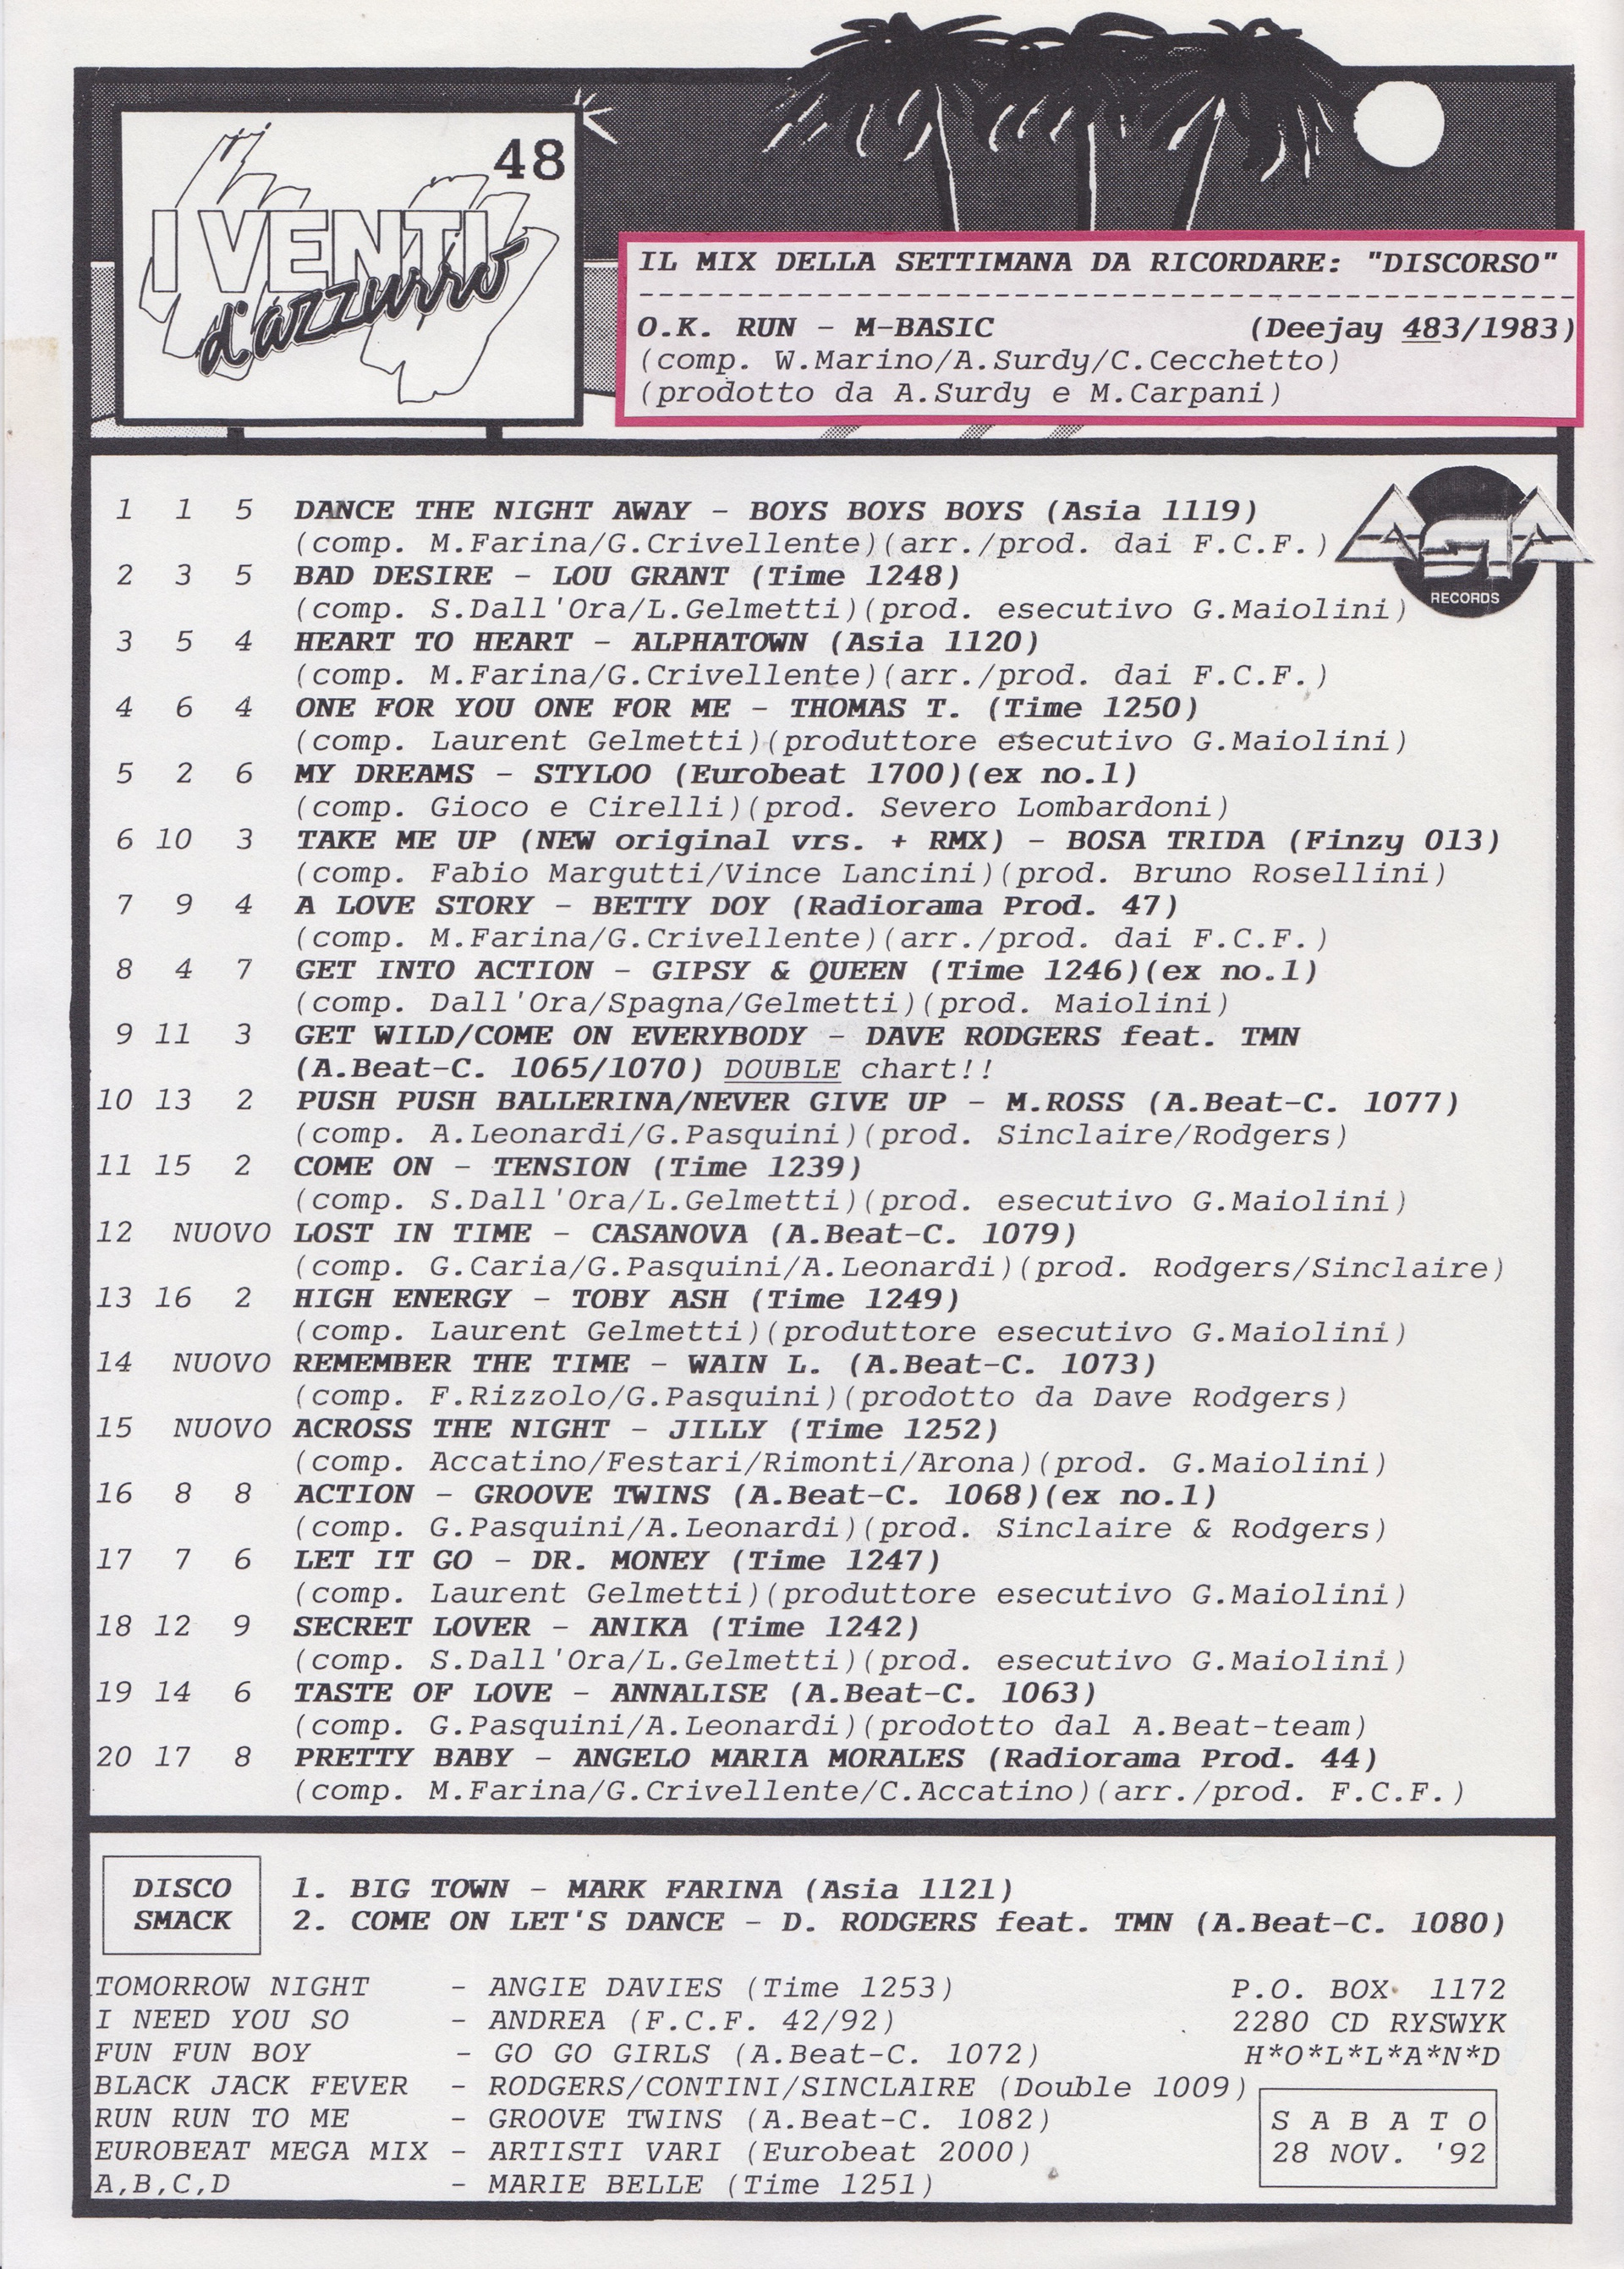 48
I VENTI
d'azzurro
IL MIX DELLA SETTIMANA DA RICORDARE: "DISCORSO"
O.K. RUN - M-BASIC (Deejay 483/1983)
(comp. W.Marino/A.Surdy/C.Cecchetto)
(prodotto da A.Surdy e M.Carpani)
ASIA
RECORDS
1 1 5 DANCE THE NIGHT AWAY - BOYS BOYS BOYS (Asia 1119)
(comp. M.Farina/G.Crivellente)(arr./prod. dai F.C.F.)
2 3 5 BAD DESIRE - LOU GRANT (Time 1248)
(comp. S.Dall'Ora/L.Gelmetti)(prod. esecutivo G.Maiolini)
3 5 4 HEART TO HEART - ALPHATOWN (Asia 1120)
(comp. M.Farina/G.Crivellente)(arr./prod. dai F.C.F.)
4 6 4 ONE FOR YOU ONE FOR ME - THOMAS T. (Time 1250)
(comp. Laurent Gelmetti)(produttore esecutivo G.Maiolini)
5 2 6 MY DREAMS - STYLOO (Eurobeat 1700)(ex no.1)
(comp. Gioco e Cirelli)(prod. Severo Lombardoni)
6 10 3 TAKE ME UP (NEW original vrs. + RMX) - BOSA TRIDA (Finzy 013)
(comp. Fabio Margutti/Vince Lancini)(prod. Bruno Rosellini)
7 9 4 A LOVE STORY - BETTY DOY (Radiorama Prod. 47)
(comp. M.Farina/G.Crivellente)(arr./prod. dai F.C.F.)
8 4 7 GET INTO ACTION - GIPSY & QUEEN (Time 1246)(ex no.1)
(comp. Dall'Ora/Spagna/Gelmetti)(prod. Maiolini)
9 11 3 GET WILD/COME ON EVERYBODY - DAVE RODGERS feat. TMN
(A.Beat-C. 1065/1070) DOUBLE chart!!
10 13 2 PUSH PUSH BALLERINA/NEVER GIVE UP - M.ROSS (A.Beat-C. 1077)
(comp. A.Leonardi/G.Pasquini)(prod. Sinclaire/Rodgers)
11 15 2 COME ON - TENSION (Time 1239)
(comp. S.Dall'Ora/L.Gelmetti)(prod. esecutivo G.Maiolini)
12 NUOVO LOST IN TIME - CASANOVA (A.Beat-C. 1079)
(comp. G.Caria/G.Pasquini/A.Leonardi)(prod. Rodgers/Sinclaire)
13 16 2 HIGH ENERGY - TOBY ASH (Time 1249)
(comp. Laurent Gelmetti)(produttore esecutivo G.Maiolini)
14 NUOVO REMEMBER THE TIME - WAIN L. (A.Beat-C. 1073)
(comp. F.Rizzolo/G.Pasquini)(prodotto da Dave Rodgers)
15 NUOVO ACROSS THE NIGHT - JILLY (Time 1252)
(comp. Accatino/Festari/Rimonti/Arona)(prod. G.Maiolini)
16 8 8 ACTION - GROOVE TWINS (A.Beat-C. 1068)(ex no.1)
(comp. G.Pasquini/A.Leonardi)(prod. Sinclaire & Rodgers)
17 7 6 LET IT GO - DR. MONEY (Time 1247)
(comp. Laurent Gelmetti)(produttore esecutivo G.Maiolini)
18 12 9 SECRET LOVER - ANIKA (Time 1242)
(comp. S.Dall'Ora/L.Gelmetti)(prod. esecutivo G.Maiolini)
19 14 6 TASTE OF LOVE - ANNALISE (A.Beat-C. 1063)
(comp. G.Pasquini/A.Leonardi)(prodotto dal A.Beat-team)
20 17 8 PRETTY BABY - ANGELO MARIA MORALES (Radiorama Prod. 44)
(comp. M.Farina/G.Crivellente/C.Accatino)(arr./prod. F.C.F.)
DISCO
SMACK
1. BIG TOWN - MARK FARINA (Asia 1121)
2. COME ON LET'S DANCE - D. RODGERS feat. TMN (A.Beat-C. 1080)
TOMORROW NIGHT - ANGIE DAVIES (Time 1253)
I NEED YOU SO - ANDREA (F.C.F. 42/92)
FUN FUN BOY - GO GO GIRLS (A.Beat-C. 1072)
BLACK JACK FEVER - RODGERS/CONTINI/SINCLAIRE (Double 1009)
RUN RUN TO ME - GROOVE TWINS (A.Beat-C. 1082)
EUROBEAT MEGA MIX - ARTISTI VARI (Eurobeat 2000)
A,B,C,D - MARIE BELLE (Time 1251)
P.O. BOX 1172
2280 CD RYSWYK
H*O*L*L*A*N*D
S A B A T O
28 NOV. '92